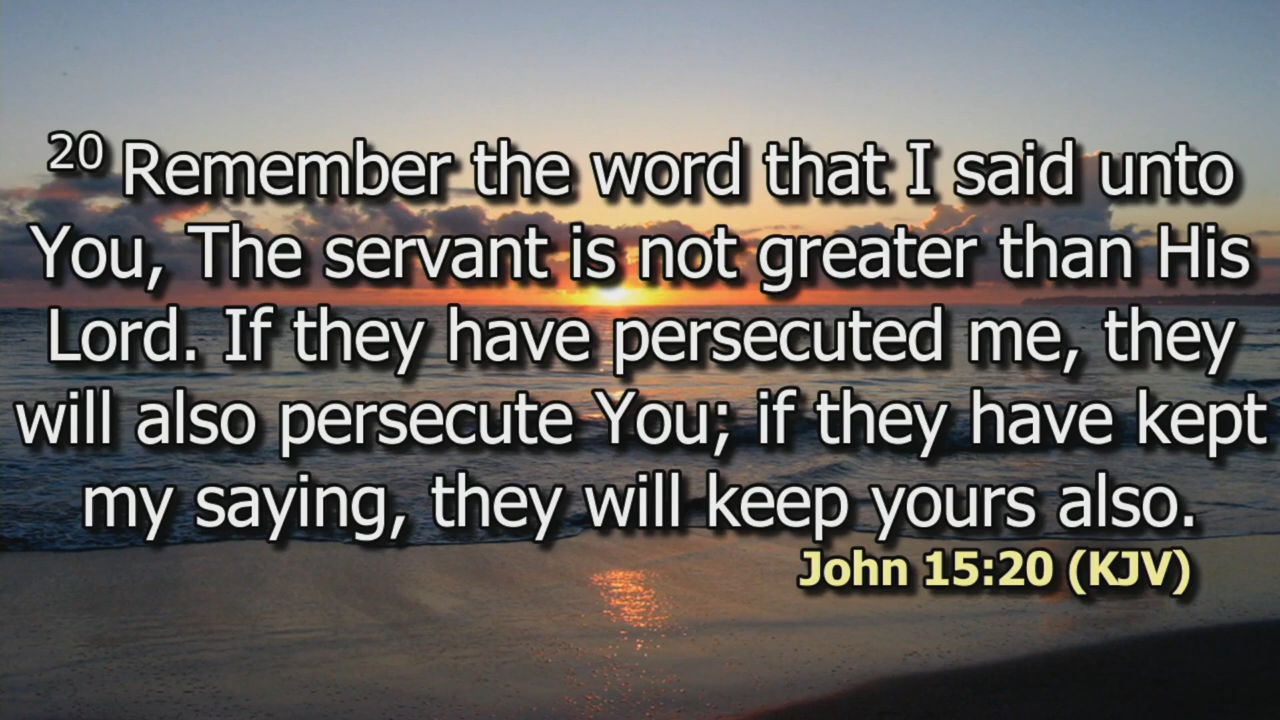 20 Remember the word that I said unto
You, The servant is not greater than His
Lord. If they have persecuted me, they
will also persecute You; if they have kept
my saying, they will keep yours also.
John 15:20 (KJV)